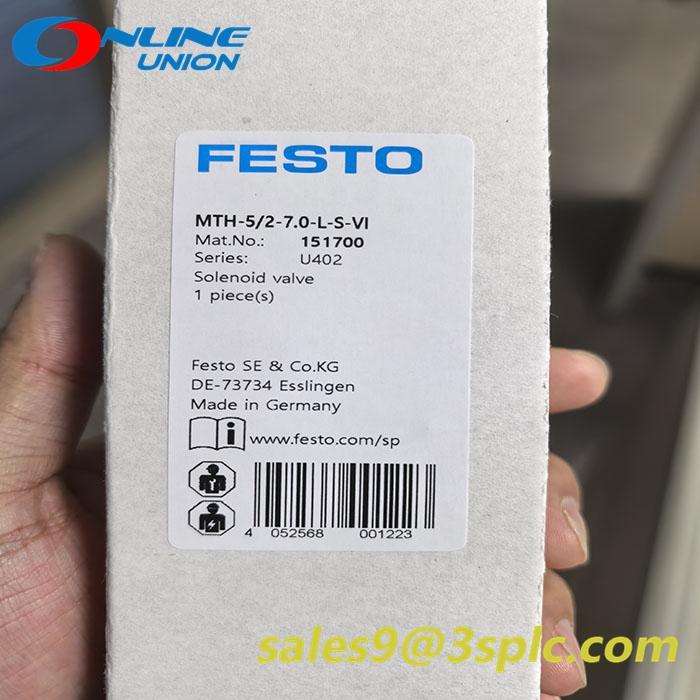 ONLINE
UNION
FESTO
MTH-5/2-7.0-L-S-VI
Mat.No.: 151700
Series: U402
Solenoid valve
1 piece(s)
Festo SE & Co.KG
DE-73734 Esslingen
Made in Germany
www.festo.com/sp
4 052568 001223
sales9@3splc.com